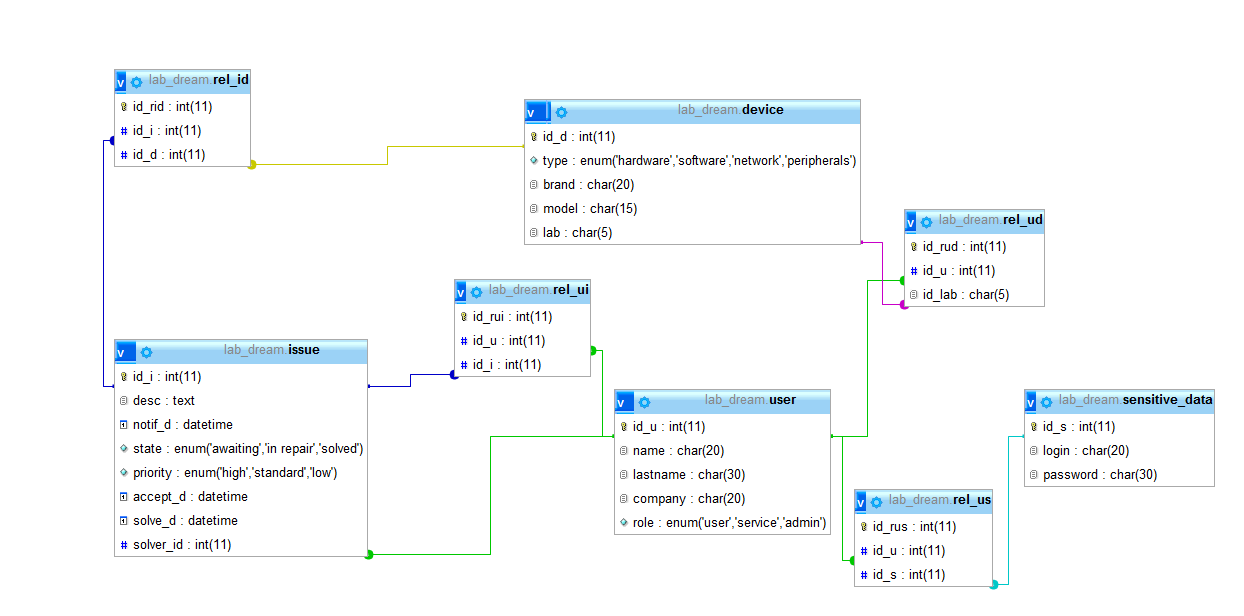 v lab_dream.rel_id
id_rid : int(11)
# id_i : int(11)
# id_d : int(11)
v lab_dream.device
id_d : int(11)
type : enum('hardware','software','network','peripherals')
brand : char(20)
model : char(15)
lab : char(5)
v lab_dream.rel_ud
id_rud : int(11)
# id_u : int(11)
id_lab : char(5)
v lab_dream.rel_ui
id_rui : int(11)
# id_u : int(11)
# id_i : int(11)
v lab_dream.issue
id_i : int(11)
desc : text
notif_d : datetime
state : enum('awaiting','in repair','solved')
priority : enum('high','standard','low')
accept_d : datetime
solve_d : datetime
# solver_id : int(11)
v lab_dream.user
id_u : int(11)
name : char(20)
lastname : char(30)
company : char(20)
role : enum('user','service','admin')
v lab_dream.sensitive_data
id_s : int(11)
login : char(20)
password : char(30)
v lab_dream.rel_us
id_rus : int(11)
# id_u : int(11)
# id_s : int(11)